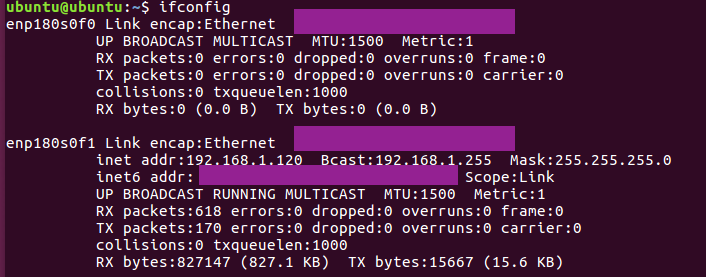 ubuntu@ubuntu:~$ ifconfig
enp180s0f0 Link encap:Ethernet
UP BROADCAST MULTICAST  MTU:1500  Metric:1
RX packets:0 errors:0 dropped:0 overruns:0 frame:0
TX packets:0 errors:0 dropped:0 overruns:0 carrier:0
collisions:0 txqueuelen:1000
RX bytes:0 (0.0 B)  TX bytes:0 (0.0 B)
enp180s0f1 Link encap:Ethernet
inet addr:192.168.1.120  Bcast:192.168.1.255  Mask:255.255.255.0
inet6 addr: Scope:Link
UP BROADCAST RUNNING MULTICAST  MTU:1500  Metric:1
RX packets:618 errors:0 dropped:0 overruns:0 frame:0
TX packets:170 errors:0 dropped:0 overruns:0 carrier:0
collisions:0 txqueuelen:1000
RX bytes:827147 (827.1 KB)  TX bytes:15667 (15.6 KB)